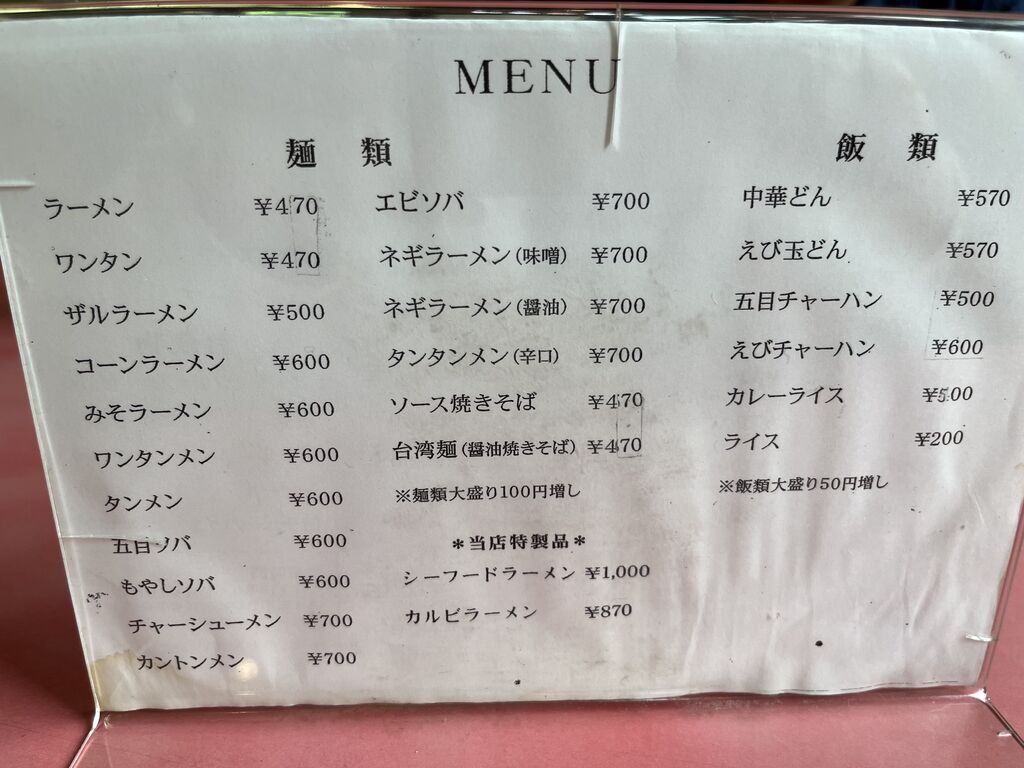 MENU
麺 類
ラーメン ¥470
ワンタン ¥470
ザルラーメン ¥500
コーンラーメン ¥600
みそラーメン ¥600
ワンタンメン ¥600
タンメン ¥600
五目ソバ ¥600
もやしソバ ¥600
チャーシューメン ¥700
カントンメン ¥700
エビソバ ¥700
ネギラーメン(味噌) ¥700
ネギラーメン(醤油) ¥700
タンタンメン(辛口) ¥700
ソース焼きそば ¥470
台湾麺(醤油焼きそば) ¥470
※麺類大盛り100円増し
*当店特製品*
シーフードラーメン ¥1,000
カルビラーメン ¥870
飯 類
中華どん ¥570
えび玉どん ¥570
五目チャーハン ¥500
えびチャーハン ¥600
カレーライス ¥500
ライス ¥200
※飯類大盛り50円増し